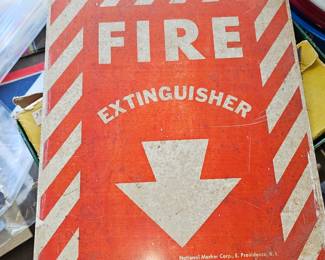 FIRE
EXTINGUISHER
National Marker Corp., E. Providence, R. I.